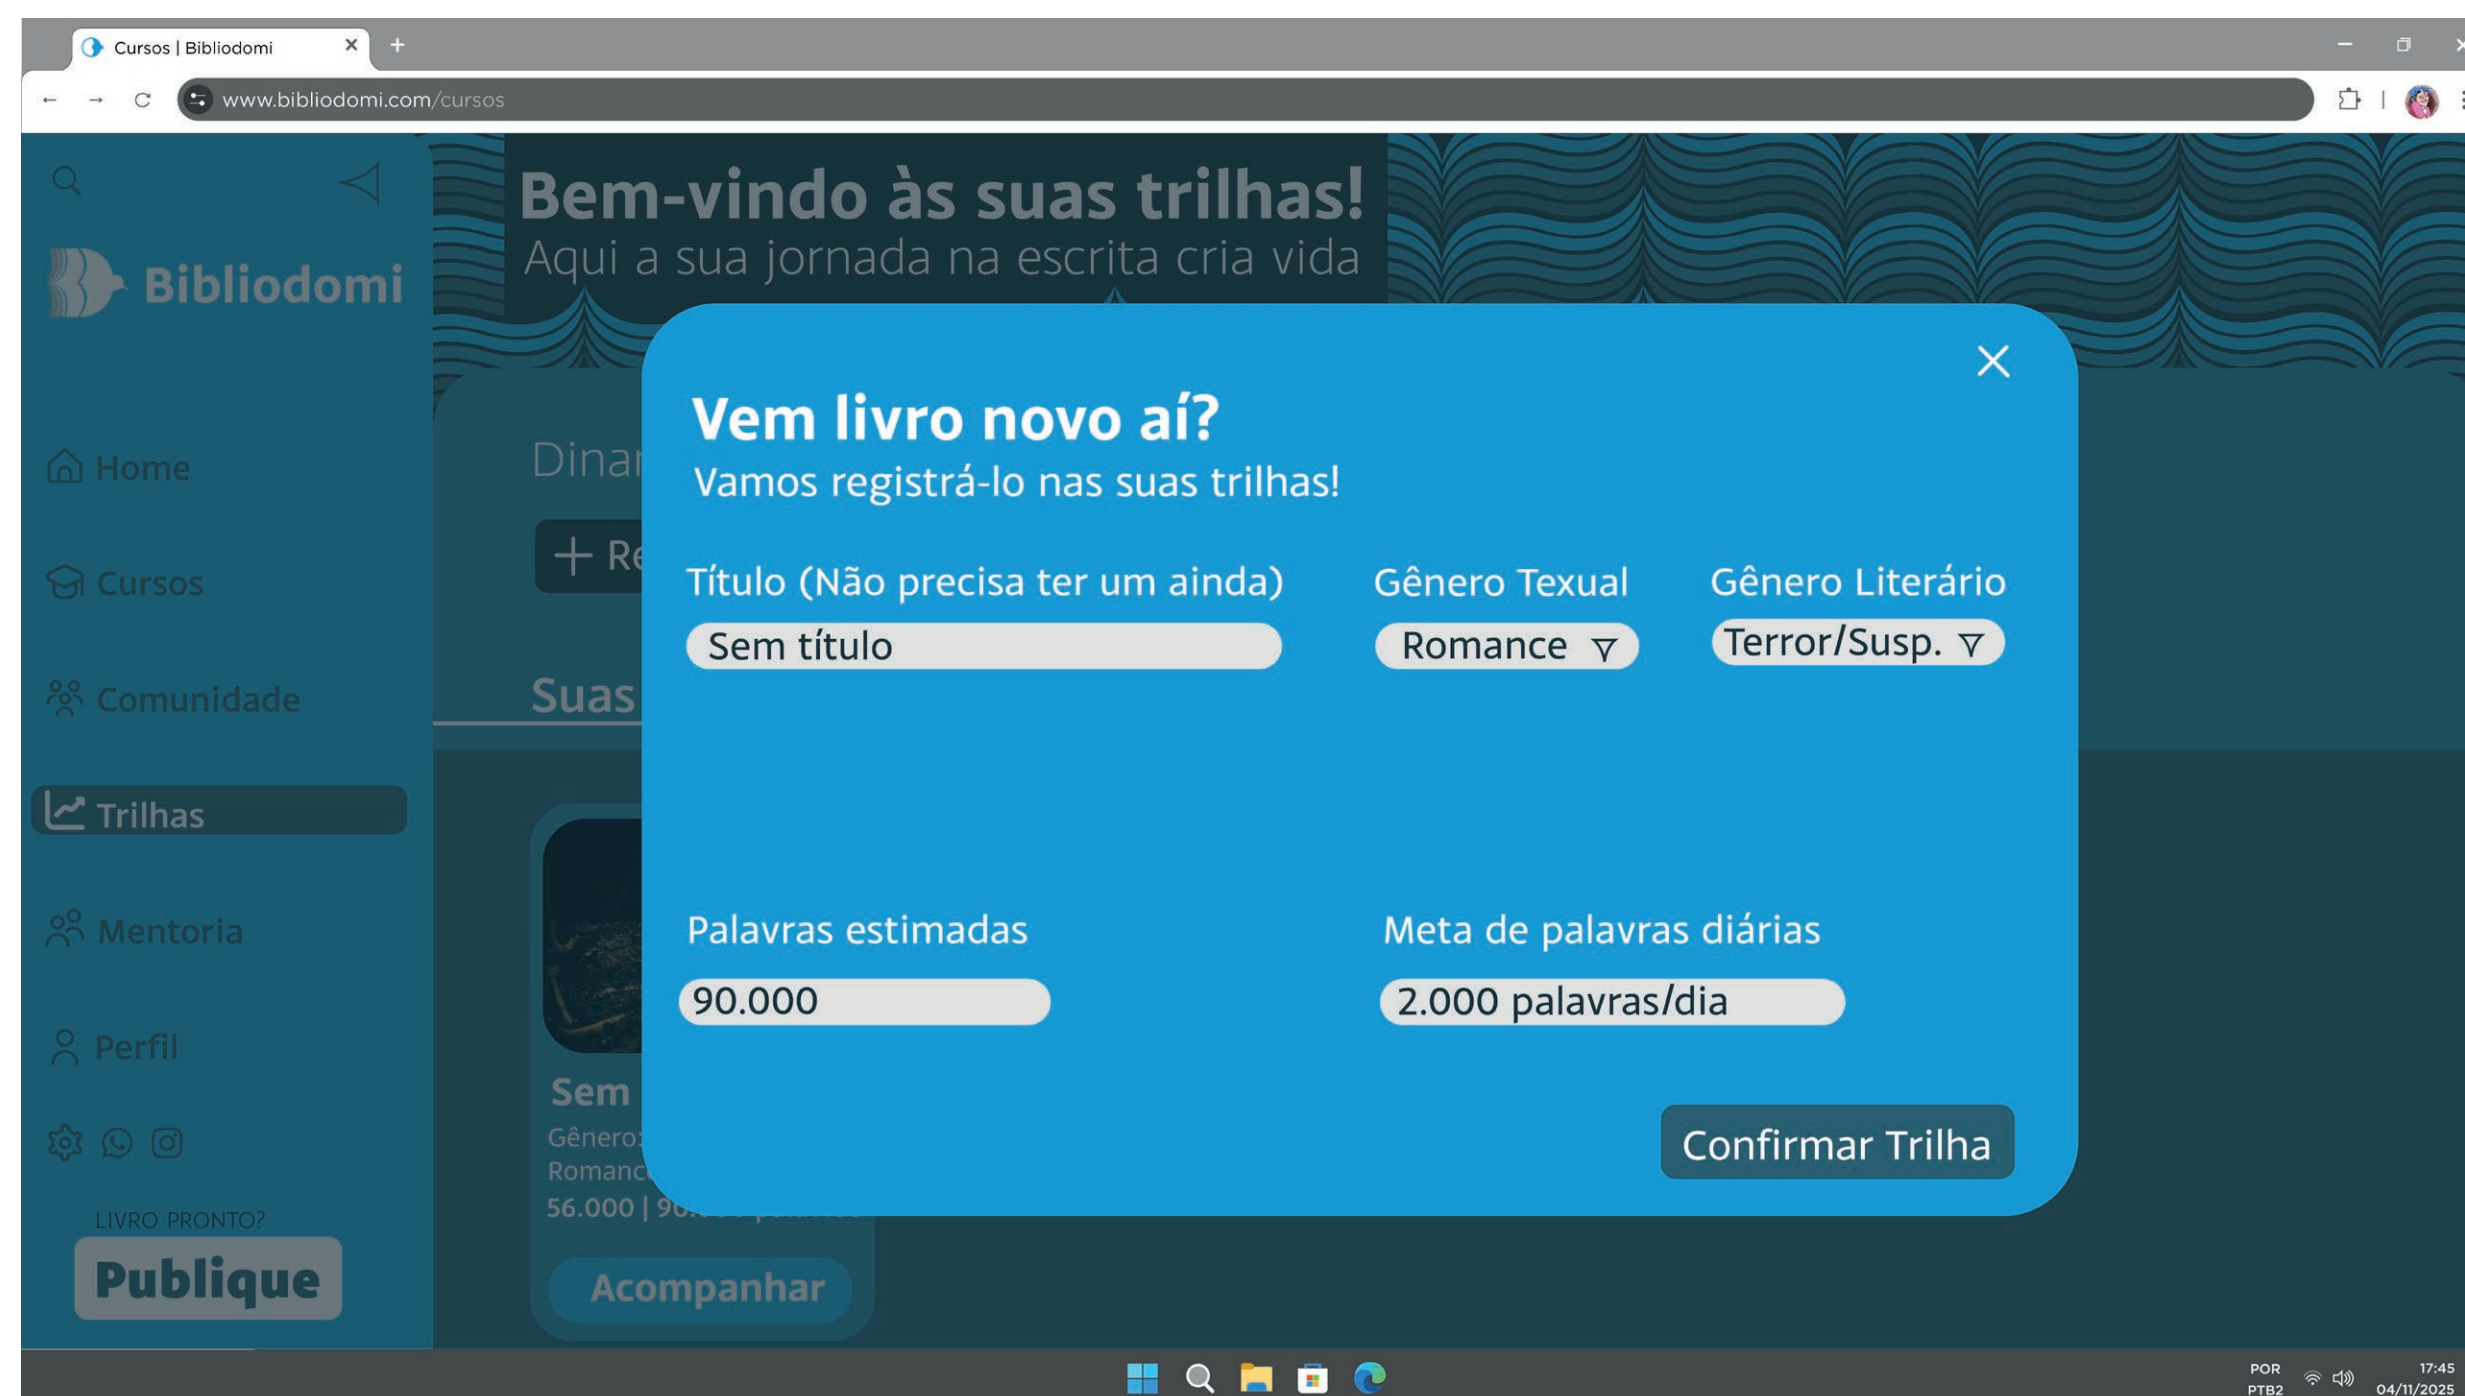 Cursos | Bibliodomi
www.bibliodomi.com/cursos
Bem-vindo às suas trilhas!
Aqui a sua jornada na escrita cria vida
Bibliodomi
Home
Cursos
Comunidade
Trilhas
Mentoria
Perfil
LIVRO PRONTO?
Publique
Suas
Sem
Gênero:
56.000 |
Acompanhar
Vem livro novo aí?
Vamos registrá-lo nas suas trilhas!
Título (Não precisa ter um ainda)
Sem título
Gênero Texual
Romance
Gênero Literário
Terror/Susp.
Palavras estimadas
90.000
Meta de palavras diárias
2.000 palavras/dia
Confirmar Trilha
POR
PTB2
17:45
04/11/2025